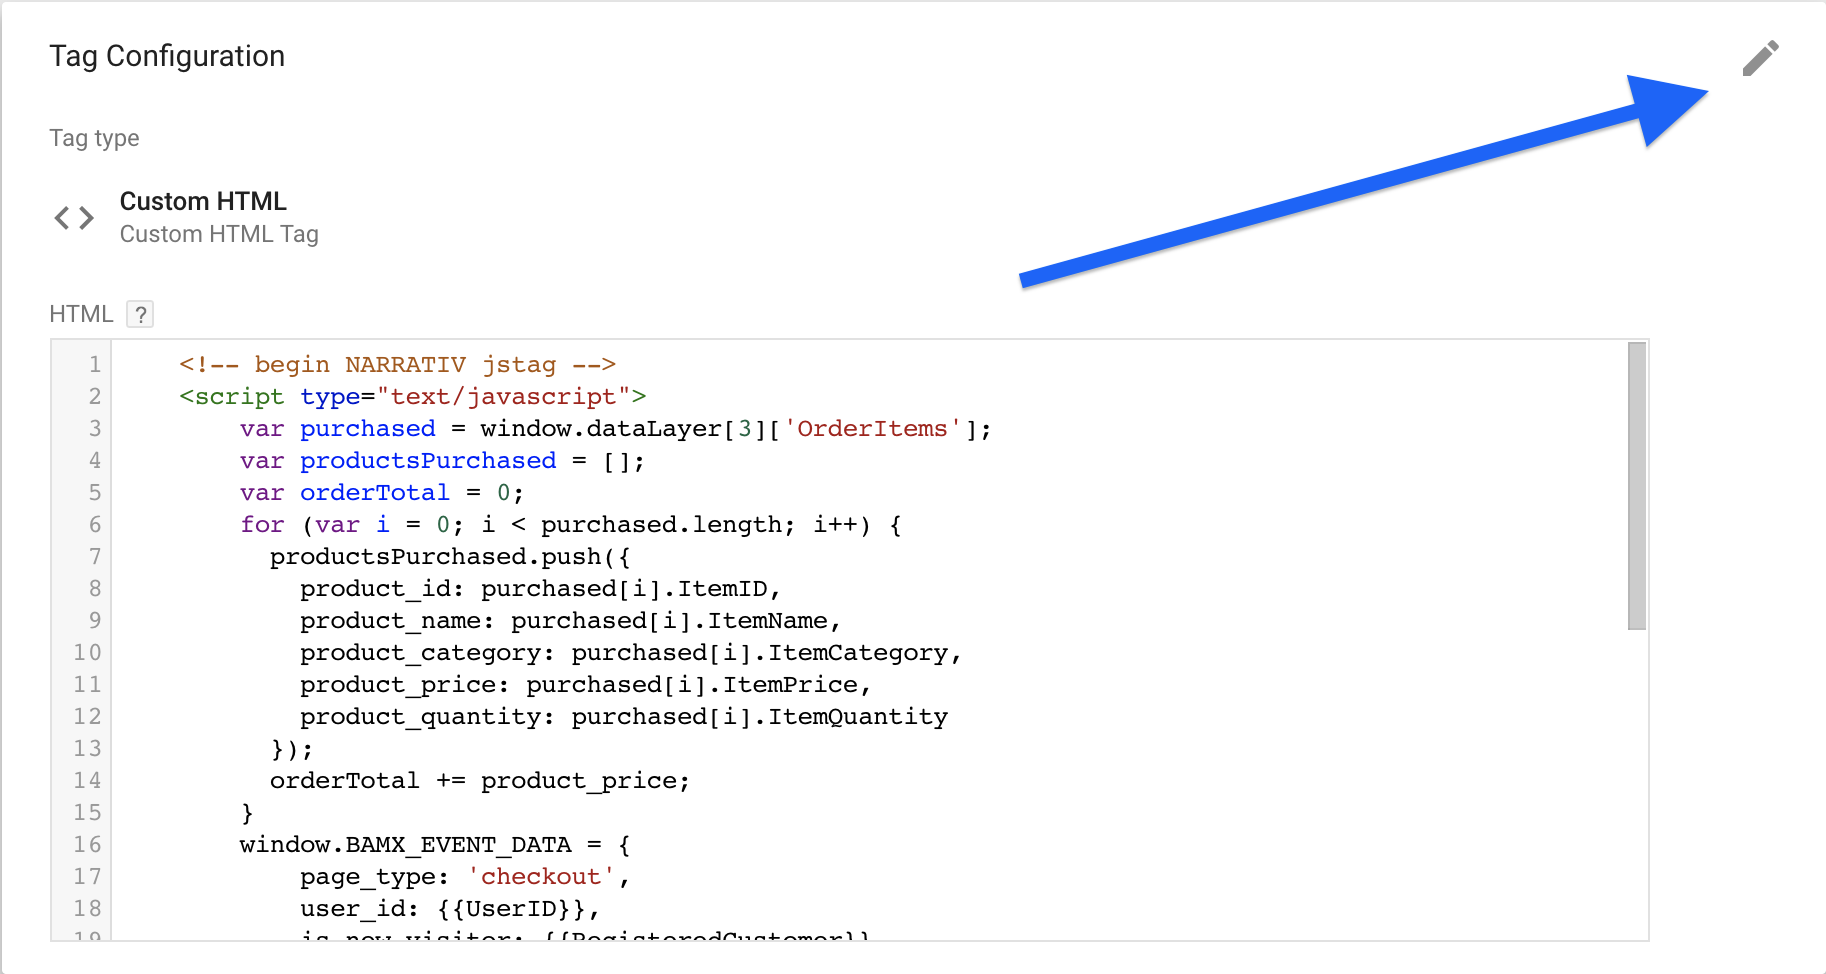 Tag Configuration
Tag type
Custom HTML
Custom HTML Tag
HTML ?
1 <!-- begin NARRATIV jstag -->
2 <script type="text/javascript">
3 var purchased = window.dataLayer[3]['OrderItems'];
4 var productsPurchased = [];
5 var orderTotal = 0;
6 for (var i = 0; i < purchased.length; i++) {
7 productsPurchased.push({
8 product_id: purchased[i].ItemID,
9 product_name: purchased[i].ItemName,
10 product_category: purchased[i].ItemCategory,
11 product_price: purchased[i].ItemPrice,
12 product_quantity: purchased[i].ItemQuantity
13 });
14 orderTotal += product_price;
15 }
16 window.BAMX_EVENT_DATA = {
17 page_type: 'checkout',
18 user_id: {{UserID}},
19 is_new_visitor: {{RegisteredCustomer}}